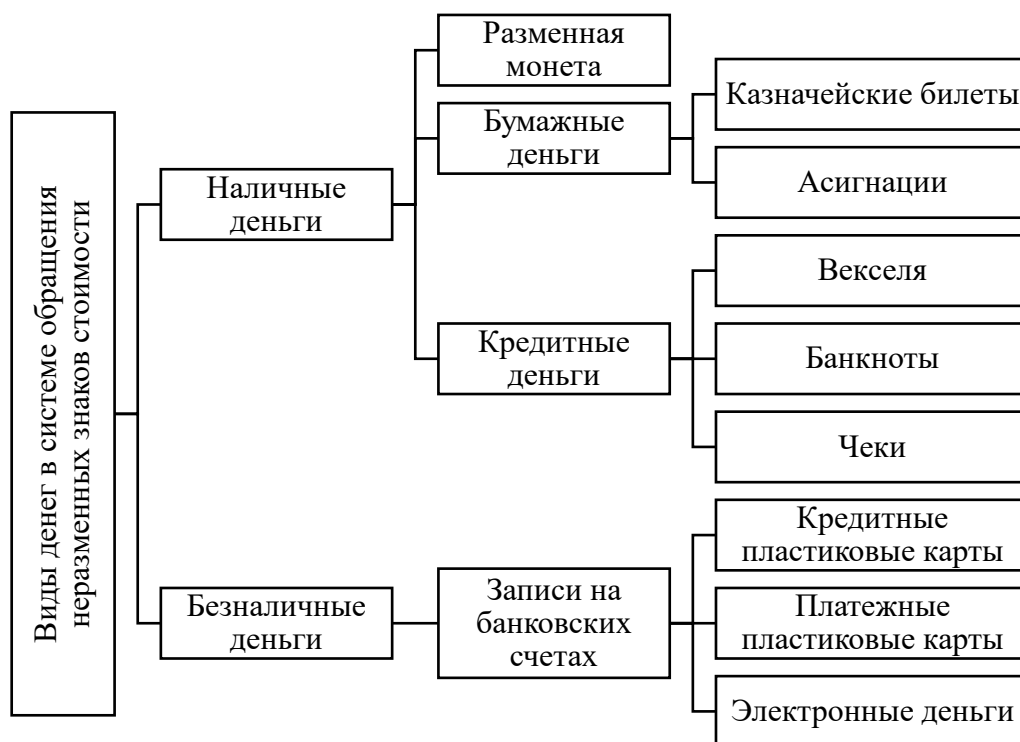 Виды денег в системе обращения
неразменных знаков стоимости
Наличные
деньги
Разменная
монета
Бумажные
деньги
Казначейские билеты
Асигнации
Кредитные
деньги
Векселя
Банкноты
Чеки
Безналичные
деньги
Записи на
банковских
счетах
Кредитные
пластиковые карты
Платежные
пластиковые карты
Электронные деньги